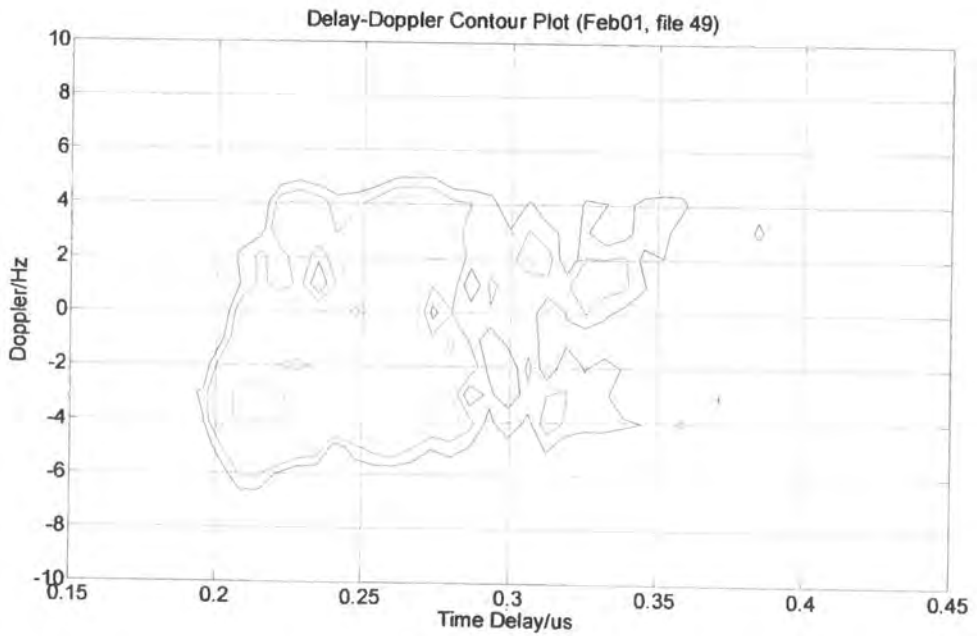 Delay-Doppler Contour Plot (Feb01, file 49)
10
8
6
4
2
0
-2
-4
-6
-8
-10
Doppler/Hz
0.15 0.2 0.25 0.3 0.35 0.4 0.45
Time Delay/us